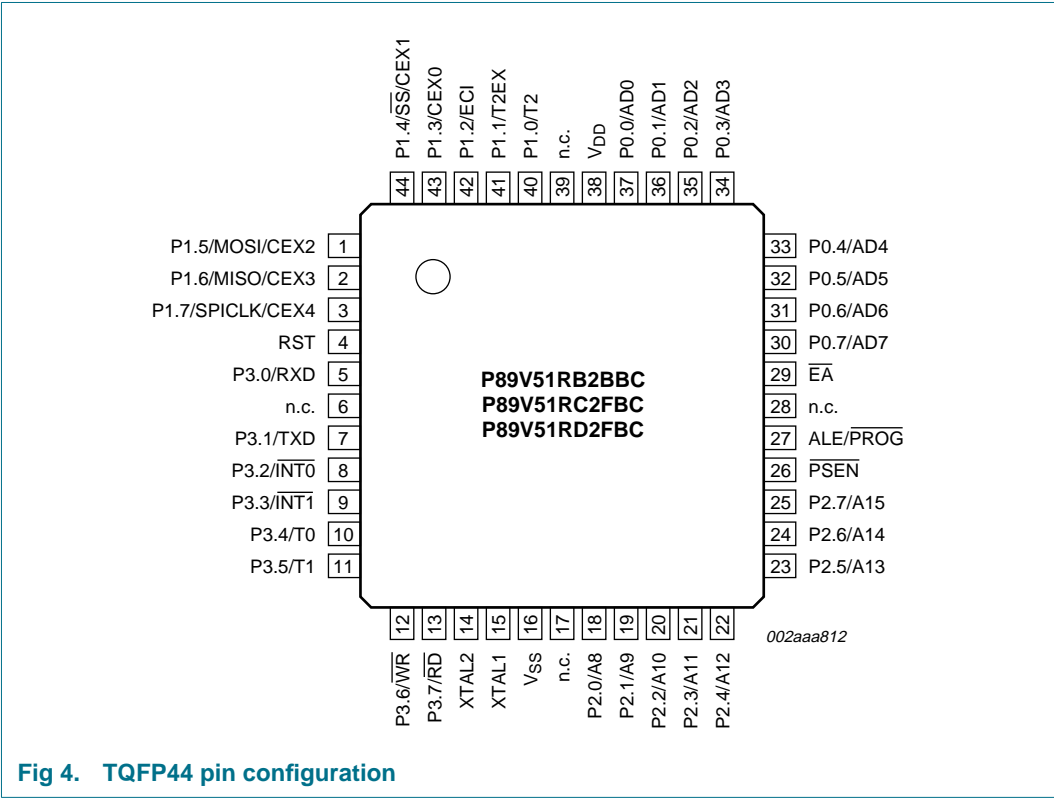 P1.4/S̅S̅/CEX1
P1.3/CEX0
P1.2/ECI
P1.1/T2EX
P1.0/T2
n.c.
VDD
P0.0/AD0
P0.1/AD1
P0.2/AD2
P0.3/AD3
44 43 42 41 40 39 38 37 36 35 34
P1.5/MOSI/CEX2 1
P1.6/MISO/CEX3 2
P1.7/SPICLK/CEX4 3
RST 4
P3.0/RXD 5
n.c. 6
P3.1/TXD 7
P3.2/I̅N̅T̅0̅ 8
P3.3/I̅N̅T̅1̅ 9
P3.4/T0 10
P3.5/T1 11
P89V51RB2BBC
P89V51RC2FBC
P89V51RD2FBC
33 P0.4/AD4
32 P0.5/AD5
31 P0.6/AD6
30 P0.7/AD7
29 E̅A̅
28 n.c.
27 ALE/P̅R̅O̅G̅
26 P̅S̅E̅N̅
25 P2.7/A15
24 P2.6/A14
23 P2.5/A13
12 13 14 15 16 17 18 19 20 21 22
P3.6/W̅R̅
P3.7/R̅D̅
XTAL2
XTAL1
VSS
n.c.
P2.0/A8
P2.1/A9
P2.2/A10
P2.3/A11
P2.4/A12
002aaa812
Fig 4. TQFP44 pin configuration